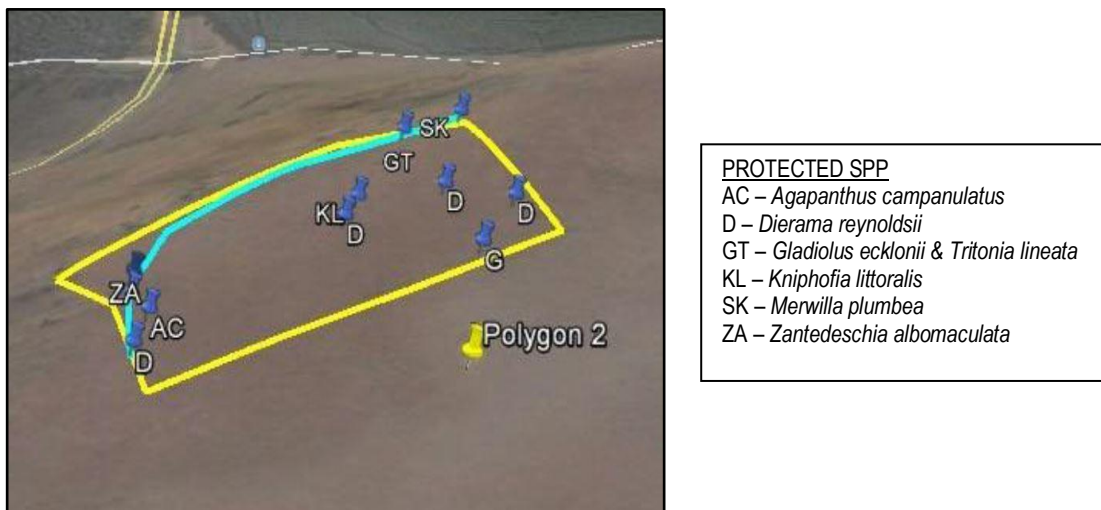 SK
GT
D
D
KL
D
G
ZA
AC
D
Polygon 2
PROTECTED SPP
AC – Agapanthus campanulatus
D – Dierama reynoldsii
GT – Gladiolus ecklonii & Tritonia lineata
KL – Kniphofia littoralis
SK – Merwilla plumbea
ZA – Zantedeschia albomaculata